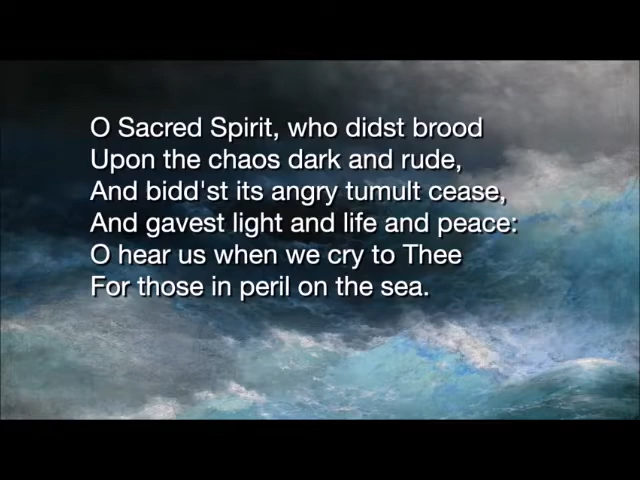 O Sacred Spirit, who didst brood
Upon the chaos dark and rude,
And bidd'st its angry tumult cease,
And gavest light and life and peace:
O hear us when we cry to Thee
For those in peril on the sea.